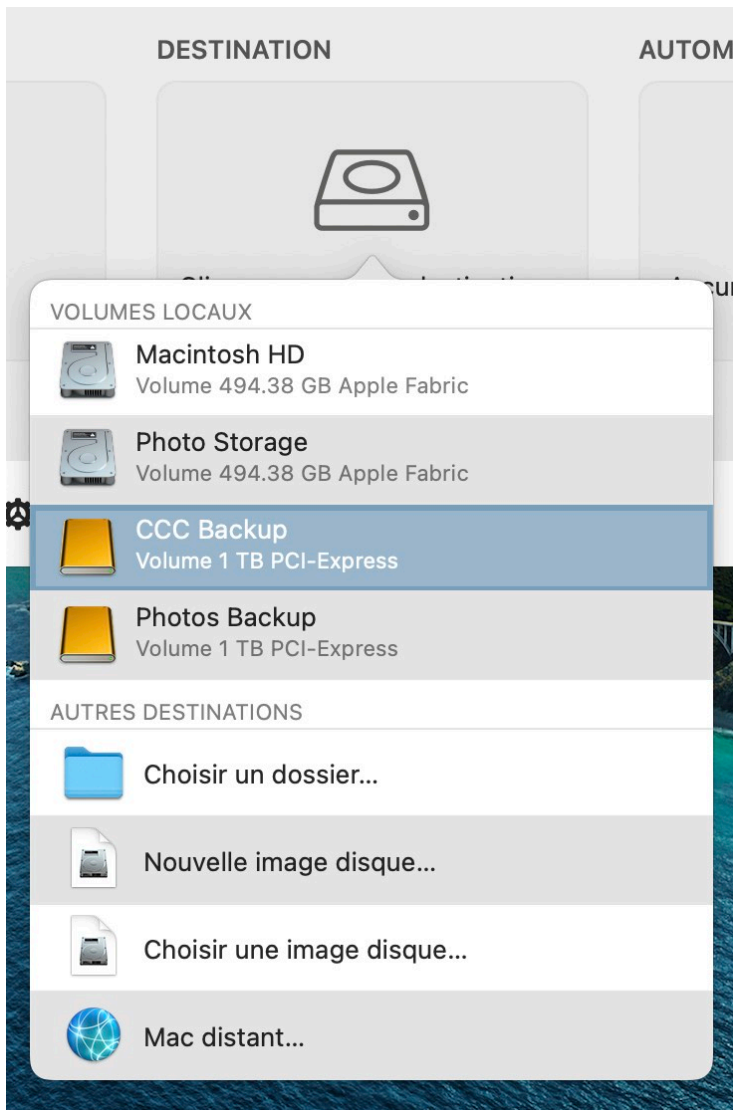 DESTINATION
AUTOM
VOLUMES LOCAUX
Macintosh HD
Volume 494.38 GB Apple Fabric
Photo Storage
Volume 494.38 GB Apple Fabric
CCC Backup
Volume 1 TB PCI-Express
Photos Backup
Volume 1 TB PCI-Express
AUTRES DESTINATIONS
Choisir un dossier...
Nouvelle image disque...
Choisir une image disque...
Mac distant...